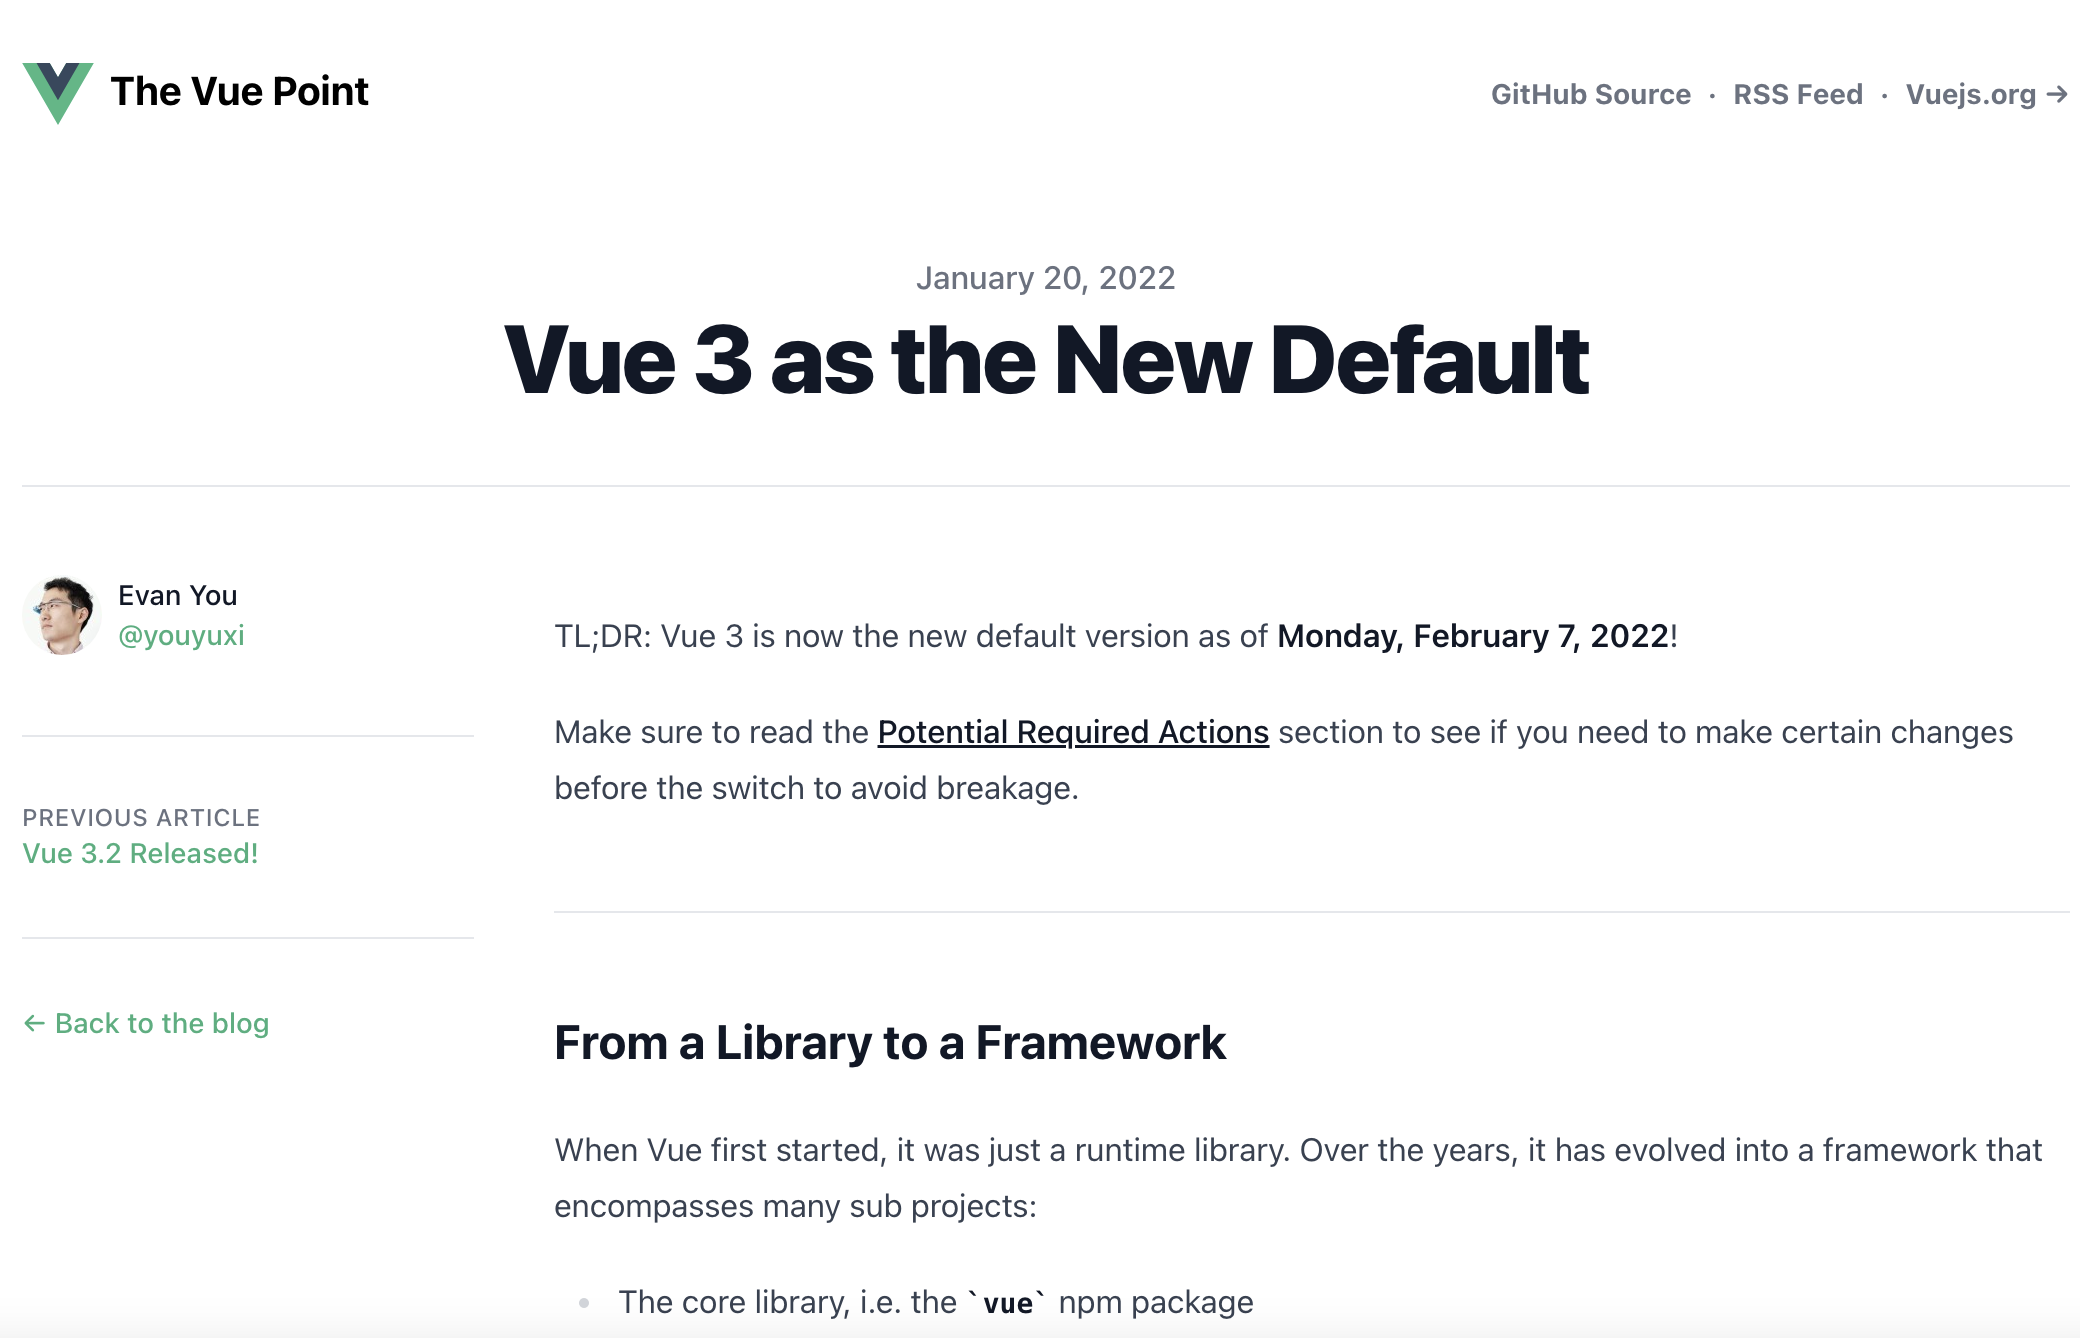 The Vue Point
GitHub Source · RSS Feed · Vuejs.org →
January 20, 2022
Vue 3 as the New Default
Evan You
@youyuxi
PREVIOUS ARTICLE
Vue 3.2 Released!
← Back to the blog
TL;DR: Vue 3 is now the new default version as of Monday, February 7, 2022!
Make sure to read the Potential Required Actions section to see if you need to make certain changes
before the switch to avoid breakage.
From a Library to a Framework
When Vue first started, it was just a runtime library. Over the years, it has evolved into a framework that
encompasses many sub projects:
• The core library, i.e. the `vue` npm package